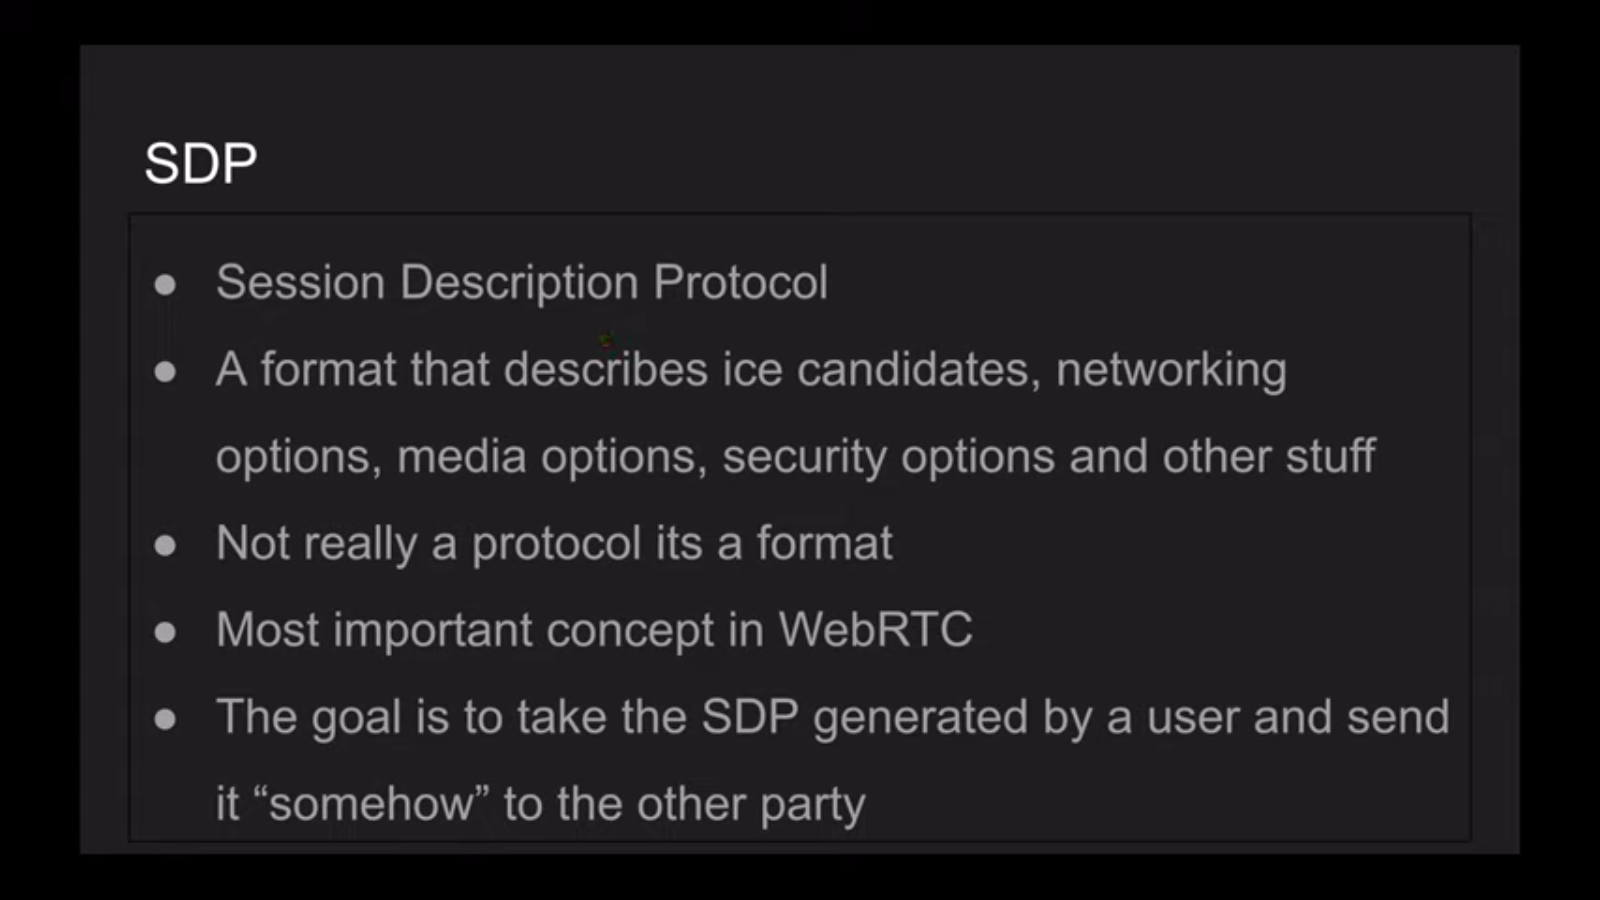 SDP
● Session Description Protocol
● A format that describes ice candidates, networking
options, media options, security options and other stuff
● Not really a protocol its a format
● Most important concept in WebRTC
● The goal is to take the SDP generated by a user and send
it “somehow” to the other party